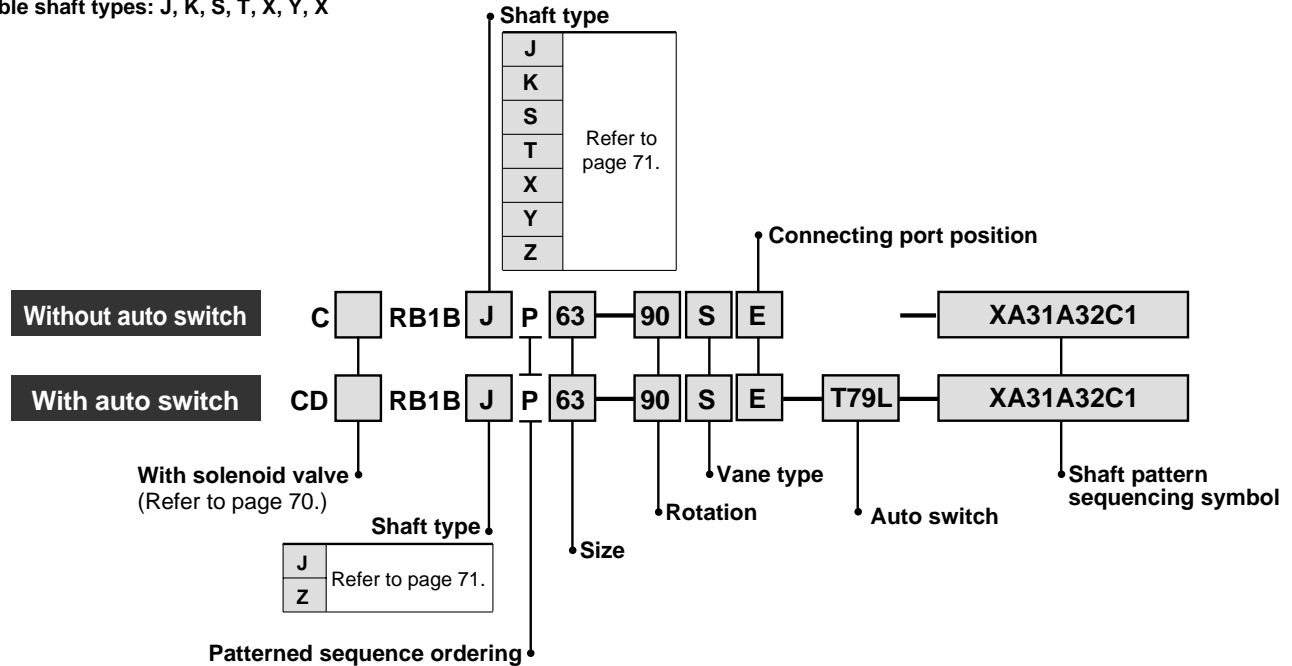 ble shaft types: J, K, S, T, X, Y, X
Shaft type
J
K
S
T
X
Y
Z
Refer to
page 71.
Connecting port position
Without auto switch C RB1B J P 63 90 S E XA31A32C1
With auto switch CD RB1B J P 63 90 S E T79L XA31A32C1
With solenoid valve
(Refer to page 70.)
Vane type
Shaft pattern
sequencing symbol
Rotation
Auto switch
Shaft type
Size
J
Z
Refer to page 71.
Patterned sequence ordering